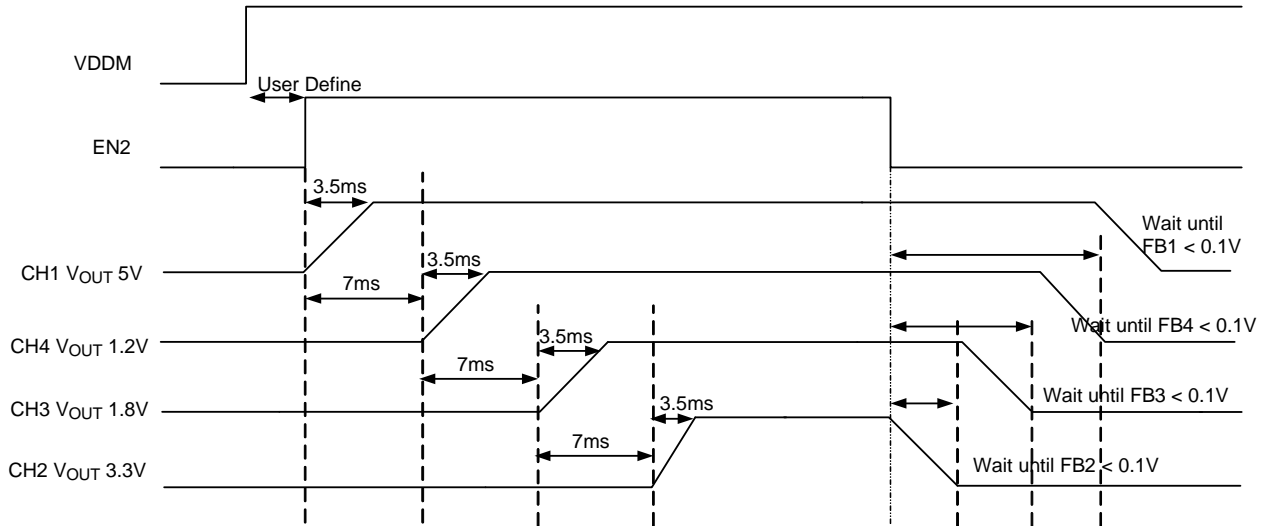 VDDM
User Define
EN2
3.5ms
Wait until
FB1 < 0.1V
CH1 VOUT 5V
3.5ms
7ms
Wait until FB4 < 0.1V
CH4 VOUT 1.2V
3.5ms
7ms
CH3 VOUT 1.8V
3.5ms
Wait until FB3 < 0.1V
7ms
CH2 VOUT 3.3V
Wait until FB2 < 0.1V